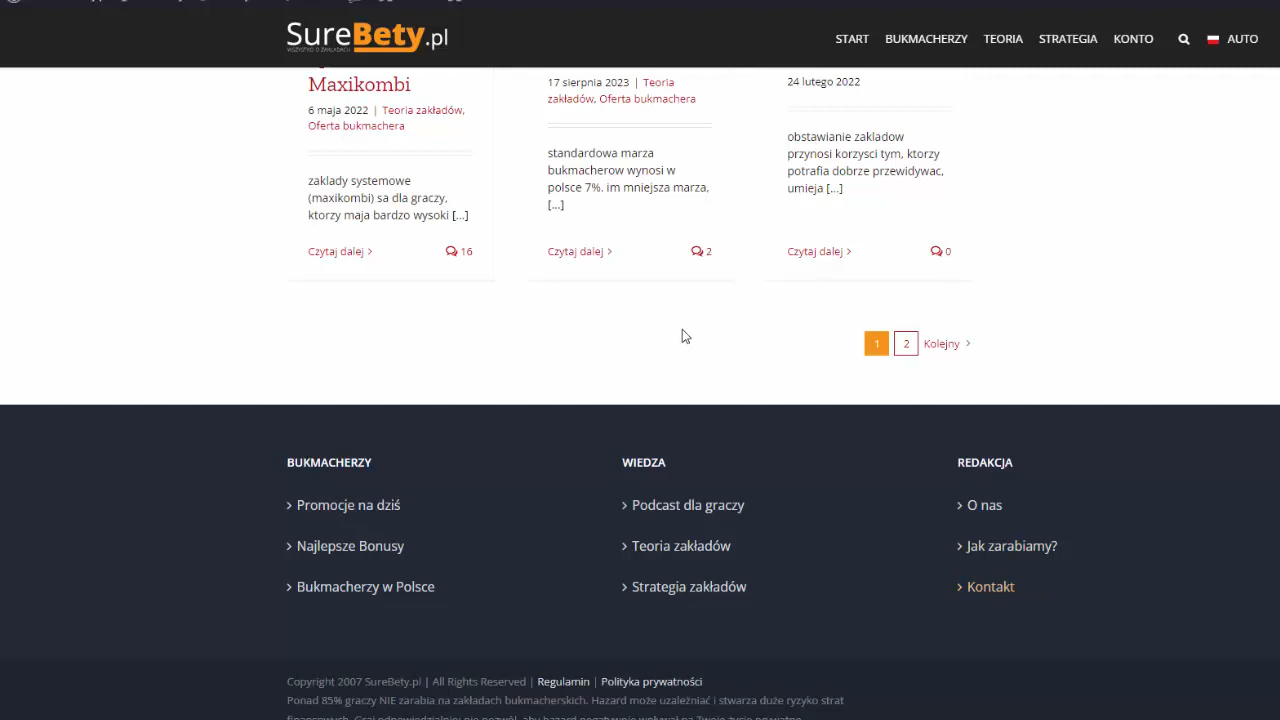 SureBety.pl
WSZYSTKO O ZAKŁADACH
START BUKMACHERZY TEORIA STRATEGIA KONTO AUTO
Maxikombi
6 maja 2022 | Teoria zakładów,
Oferta bukmachera
zaklady systemowe
(maxikombi) sa dla graczy,
ktorzy maja bardzo wysoki [...]
Czytaj dalej > 16
17 sierpnia 2023 | Teoria
zakładów, Oferta bukmachera
standardowa marza
bukmacherow wynosi w
polsce 7%. im mniejsza marza,
[...]
Czytaj dalej > 2
24 lutego 2022
obstawianie zakladow
przynosi korzysci tym, ktorzy
potrafia dobrze przewidywac,
umieja [...]
Czytaj dalej > 0
1 2 Kolejny >
BUKMACHERZY
> Promocje na dziś
> Najlepsze Bonusy
> Bukmacherzy w Polsce
WIEDZA
> Podcast dla graczy
> Teoria zakładów
> Strategia zakładów
REDAKCJA
> O nas
> Jak zarabiamy?
> Kontakt
Copyright 2007 SureBety.pl | All Rights Reserved | Regulamin | Polityka prywatności
Ponad 85% graczy NIE zarabia na zakładach bukmacherskich. Hazard może uzależniać i stwarza duże ryzyko strat